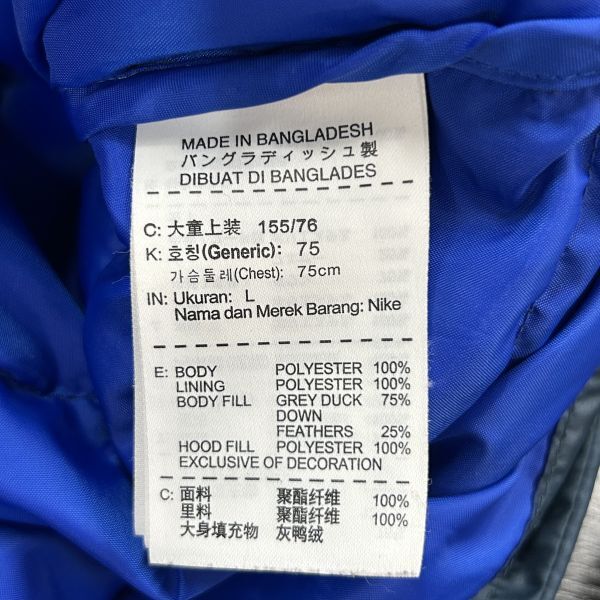 MADE IN BANGLADESH
バングラディッシュ製
DIBUAT DI BANGLADES
C: 大童上装 155/76
K: 호칭(Generic): 75
가슴둘레(Chest): 75cm
IN: Ukuran: L
Nama dan Merek Barang: Nike
E: BODY POLYESTER 100%
LINING POLYESTER 100%
BODY FILL GREY DUCK 75%
DOWN
FEATHERS 25%
HOOD FILL POLYESTER 100%
EXCLUSIVE OF DECORATION
C: 面料 聚酯纤维 100%
里料 聚酯纤维 100%
大身填充物 灰鸭绒